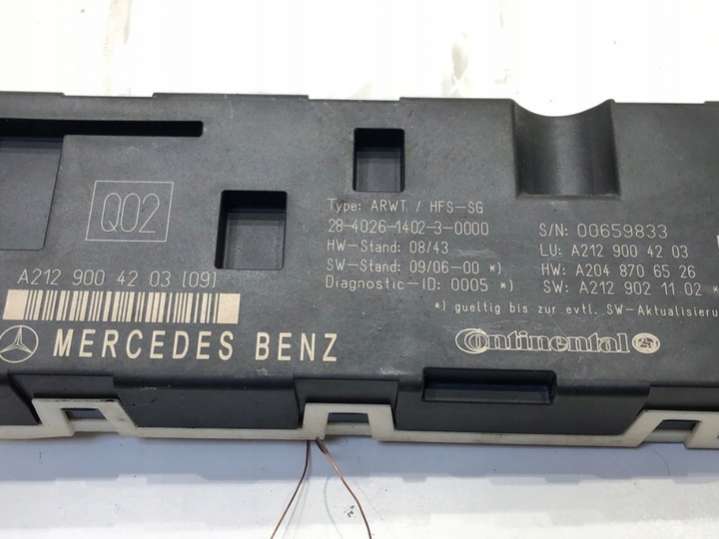 Q02
A212 900 42 03 [09]
MERCEDES BENZ
Type: ARWT / HFS-SG
28-4026-1402-3-0000
HW-Stand: 08/43
SW-Stand: 09/06-00 *)
Diagnostic-ID: 0005 *)
S/N: 00659833
LU: A212 900 42 03
HW: A204 870 65 26
SW: A212 902 11 02 *
*) gueltig bis zur evtl. SW-Aktualisieru
Continental